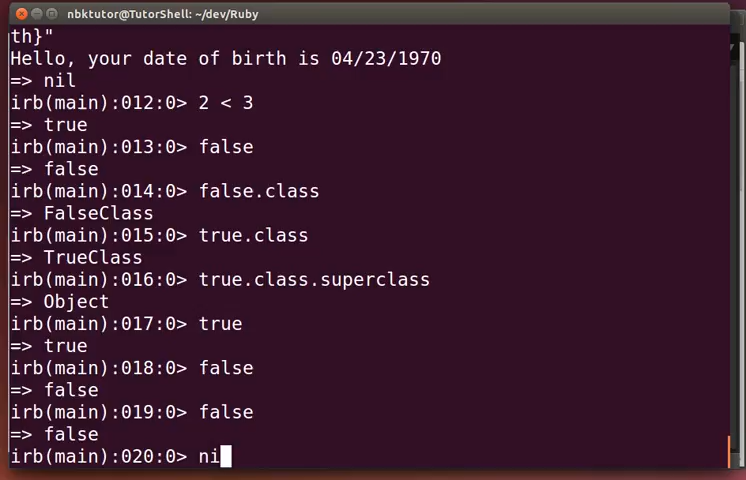 nbktutor@TutorShell: ~/dev/Ruby
th}"
Hello, your date of birth is 04/23/1970
=> nil
irb(main):012:0> 2 < 3
=> true
irb(main):013:0> false
=> false
irb(main):014:0> false.class
=> FalseClass
irb(main):015:0> true.class
=> TrueClass
irb(main):016:0> true.class.superclass
=> Object
irb(main):017:0> true
=> true
irb(main):018:0> false
=> false
irb(main):019:0> false
=> false
irb(main):020:0> ni